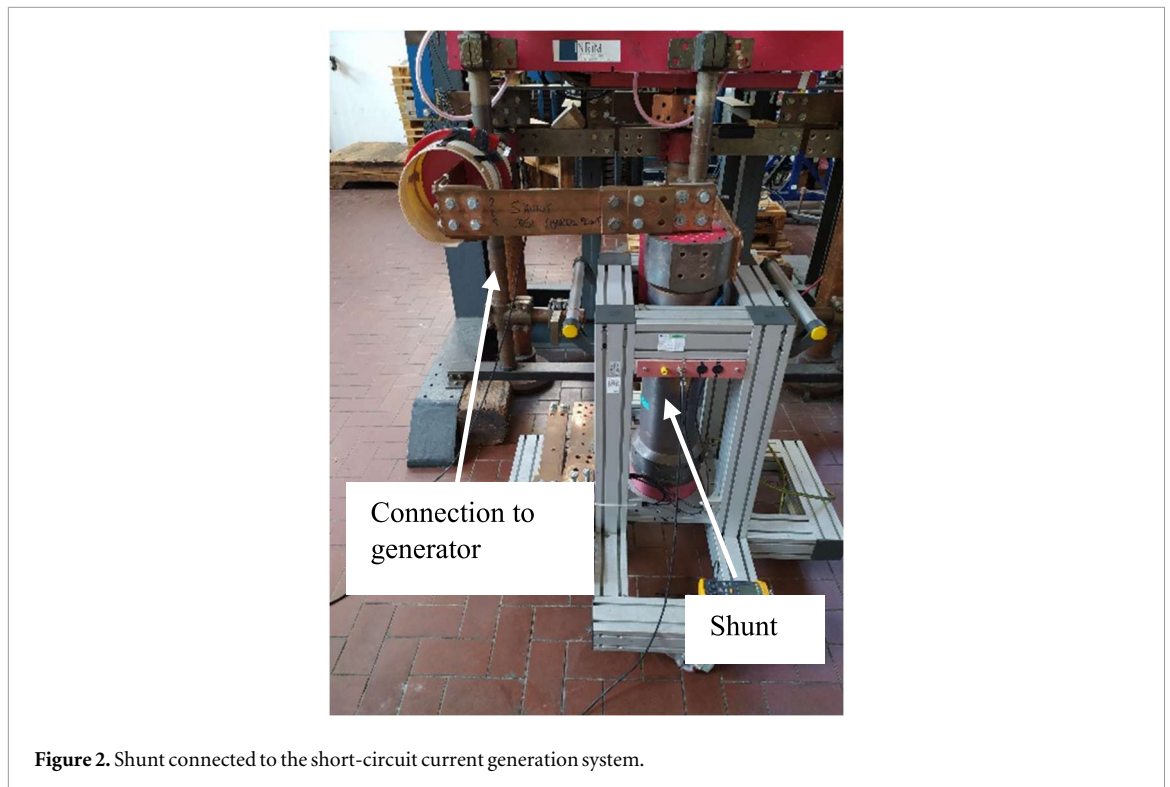 Connection to
generator
Shunt
Figure 2. Shunt connected to the short-circuit current generation system.